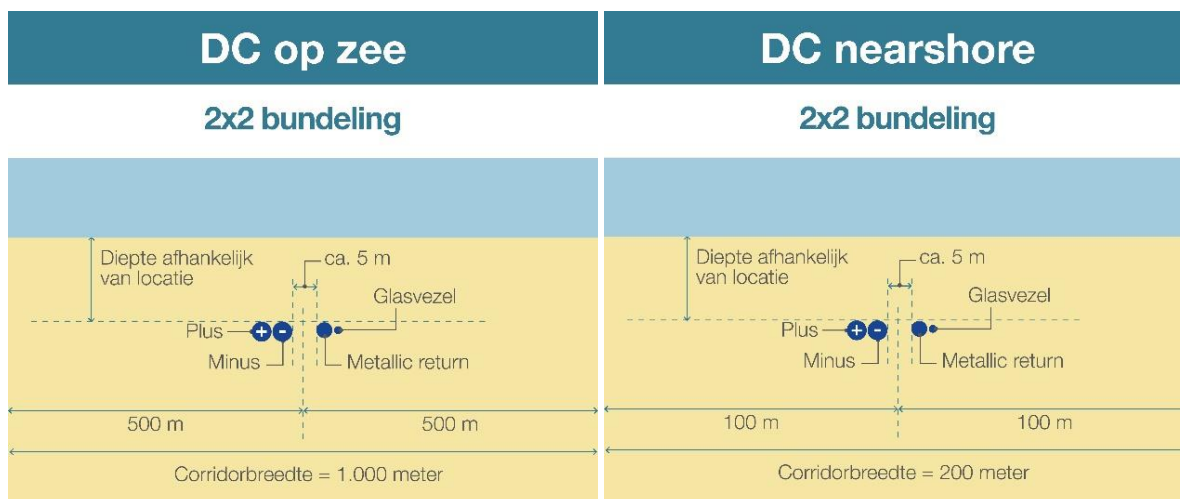 DC op zee
2x2 bundeling
Diepte afhankelijk
van locatie
ca. 5 m
Glasvezel
Plus
+ -
Minus
Metallic return
500 m
500 m
Corridorbreedte = 1.000 meter
DC nearshore
2x2 bundeling
Diepte afhankelijk
van locatie
ca. 5 m
Glasvezel
Plus
+ -
Minus
Metallic return
100 m
100 m
Corridorbreedte = 200 meter